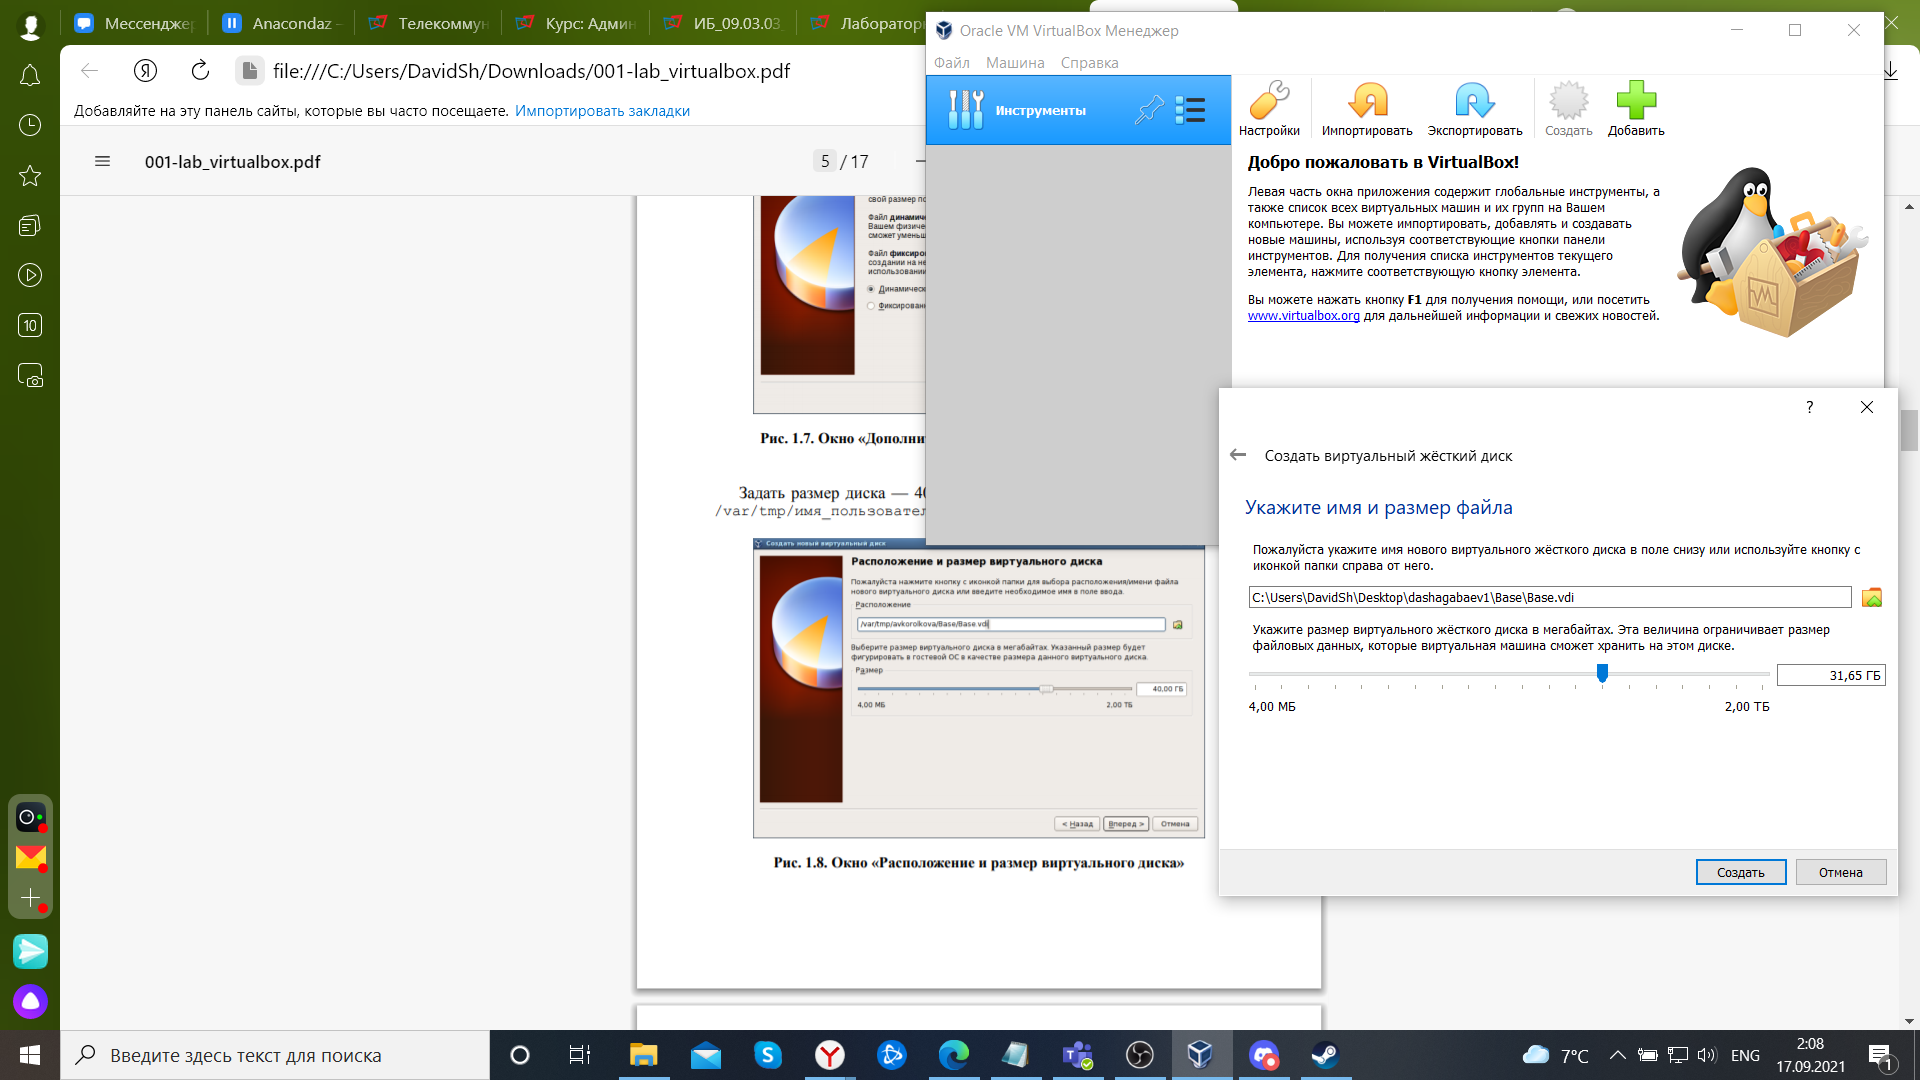 Мессендже
Anacondaz -
Телекоммун
Курс: Адми
ИБ_09.03.03
Лаборатор
file:///C:/Users/DavidSh/Downloads/001-lab_virtualbox.pdf
Добавляйте на эту панель сайты, которые вы часто посещаете. Импортировать закладки
001-lab_virtualbox.pdf
5 / 17
10
свой размер по
Файл динамиче
Вашем физиче
сможет уменьш
Файл фиксиров
создании на не
использовании
Динамическ
Фиксирован
Рис. 1.7. Окно «Дополнит
Задать размер диска — 40
/var/tmp/имя_пользовател
Создать новый виртуальный диск
Расположение и размер виртуального диска
Пожалуйста нажмите кнопку с иконкой папки для выбора расположения/имени файла
нового виртуального диска или введите необходимое имя в поле ввода.
Расположение
/var/tmp/avkorolkova/Base/Base.vdi
Выберите размер виртуального диска в мегабайтах. Указанный размер будет
фигурировать в гостевой ОС в качестве размера данного виртуального диска.
Размер
40,00 ГБ
4,00 МБ
2,00 ТБ
< Назад
Вперед >
Отмена
Рис. 1.8. Окно «Расположение и размер виртуального диска»
Oracle VM VirtualBox Менеджер
Файл
Машина
Справка
Инструменты
Настройки
Импортировать
Экспортировать
Создать
Добавить
Добро пожаловать в VirtualBox!
Левая часть окна приложения содержит глобальные инструменты, а
также список всех виртуальных машин и их групп на Вашем
компьютере. Вы можете импортировать, добавлять и создавать
новые машины, используя соответствующие кнопки панели
инструментов. Для получения списка инструментов текущего
элемента, нажмите соответствующую кнопку элемента.
Вы можете нажать кнопку F1 для получения помощи, или посетить
www.virtualbox.org для дальнейшей информации и свежих новостей.
?
Создать виртуальный жёсткий диск
Укажите имя и размер файла
Пожалуйста укажите имя нового виртуального жёсткого диска в поле снизу или используйте кнопку с
иконкой папки справа от него.
C:\Users\DavidSh\Desktop\dashagabaev1\Base\Base.vdi
Укажите размер виртуального жёсткого диска в мегабайтах. Эта величина ограничивает размер
файловых данных, которые виртуальная машина сможет хранить на этом диске.
31,65 ГБ
4,00 МБ
2,00 ТБ
Создать
Отмена
Введите здесь текст для поиска
7°C
ENG
2:08
17.09.2021
1